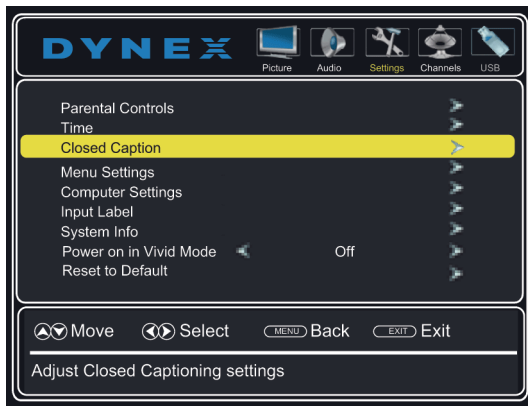 DYNEX
Picture Audio Settings Channels USB
Parental Controls
Time
Closed Caption
Menu Settings
Computer Settings
Input Label
System Info
Power on in Vivid Mode Off
Reset to Default
Move Select MENU Back EXIT Exit
Adjust Closed Captioning settings